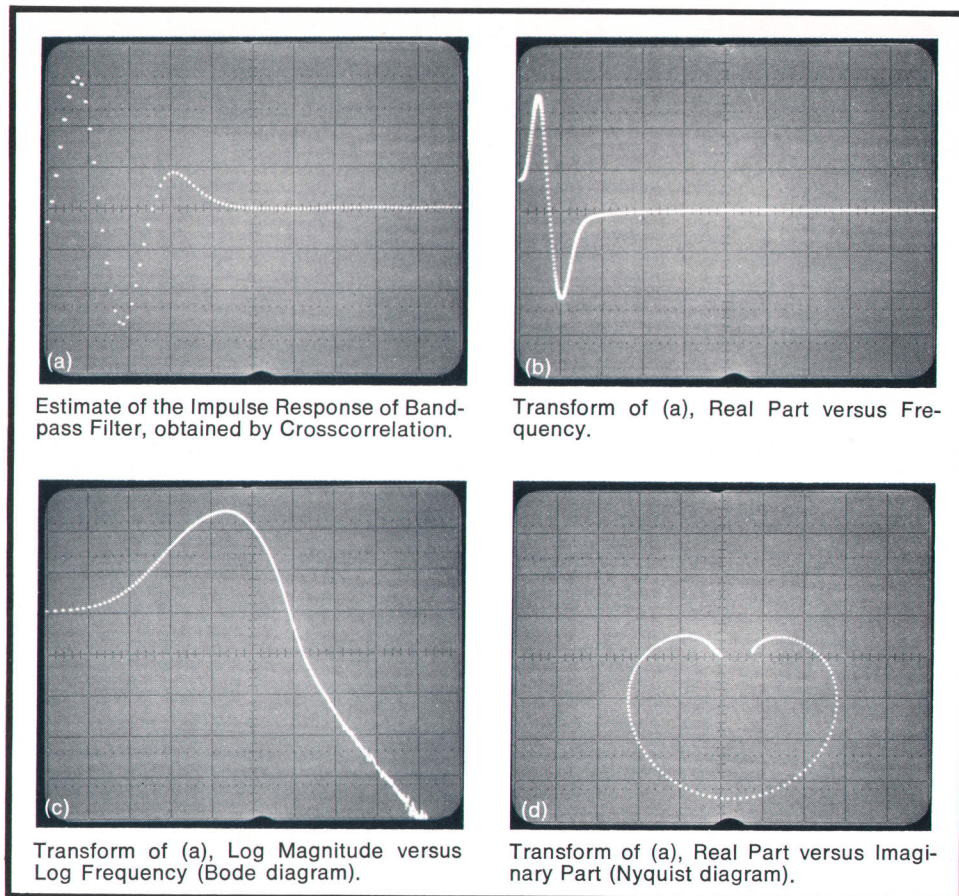 (a)
Estimate of the Impulse Response of Band-
pass Filter, obtained by Crosscorrelation.
(b)
Transform of (a), Real Part versus Fre-
quency.
(c)
Transform of (a), Log Magnitude versus
Log Frequency (Bode diagram).
(d)
Transform of (a), Real Part versus Imagi-
nary Part (Nyquist diagram).